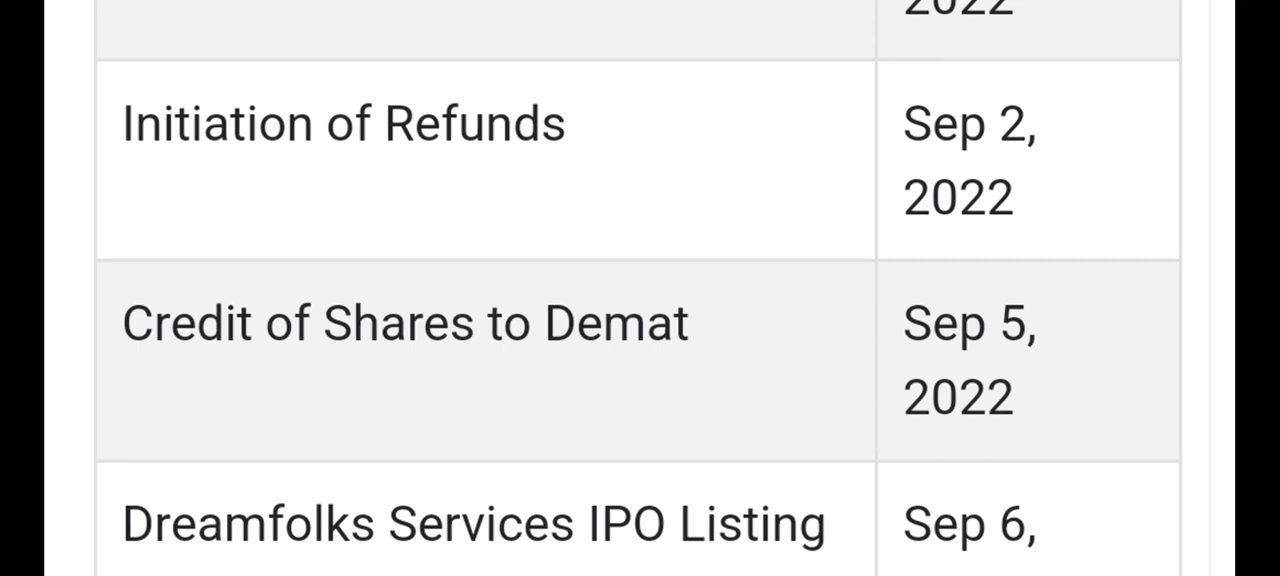 2022
Initiation of Refunds
Sep 2,
2022
Credit of Shares to Demat
Sep 5,
2022
Dreamfolks Services IPO Listing
Sep 6,